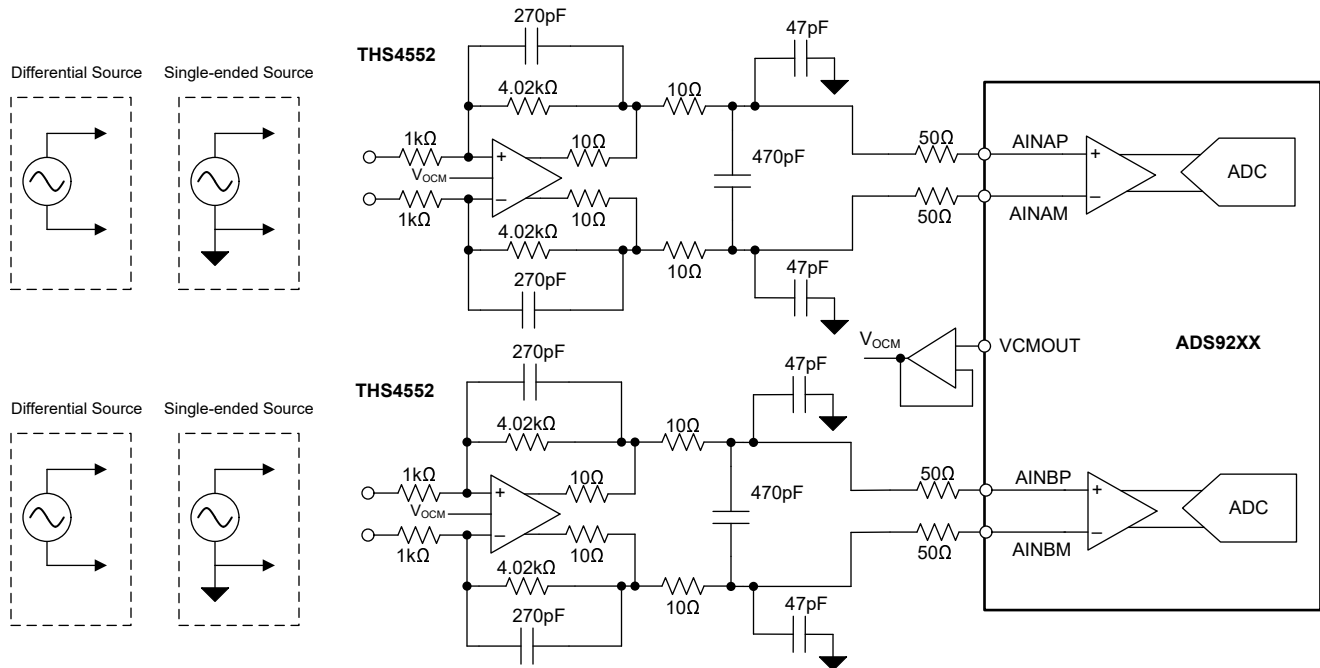 270pF
47pF
THS4552
Differential Source
Single-ended Source
4.02kΩ
10Ω
1kΩ
10Ω
50Ω
AINAP
+
+
ADC
VOCM
470pF
−
−
1kΩ
10Ω
50Ω
AINAM
4.02kΩ
10Ω
47pF
270pF
VOCM
VCMOUT
ADS92XX
270pF
47pF
THS4552
Differential Source
Single-ended Source
4.02kΩ
10Ω
1kΩ
10Ω
50Ω
AINBP
+
+
ADC
VOCM
470pF
−
−
1kΩ
10Ω
50Ω
AINBM
4.02kΩ
10Ω
47pF
270pF